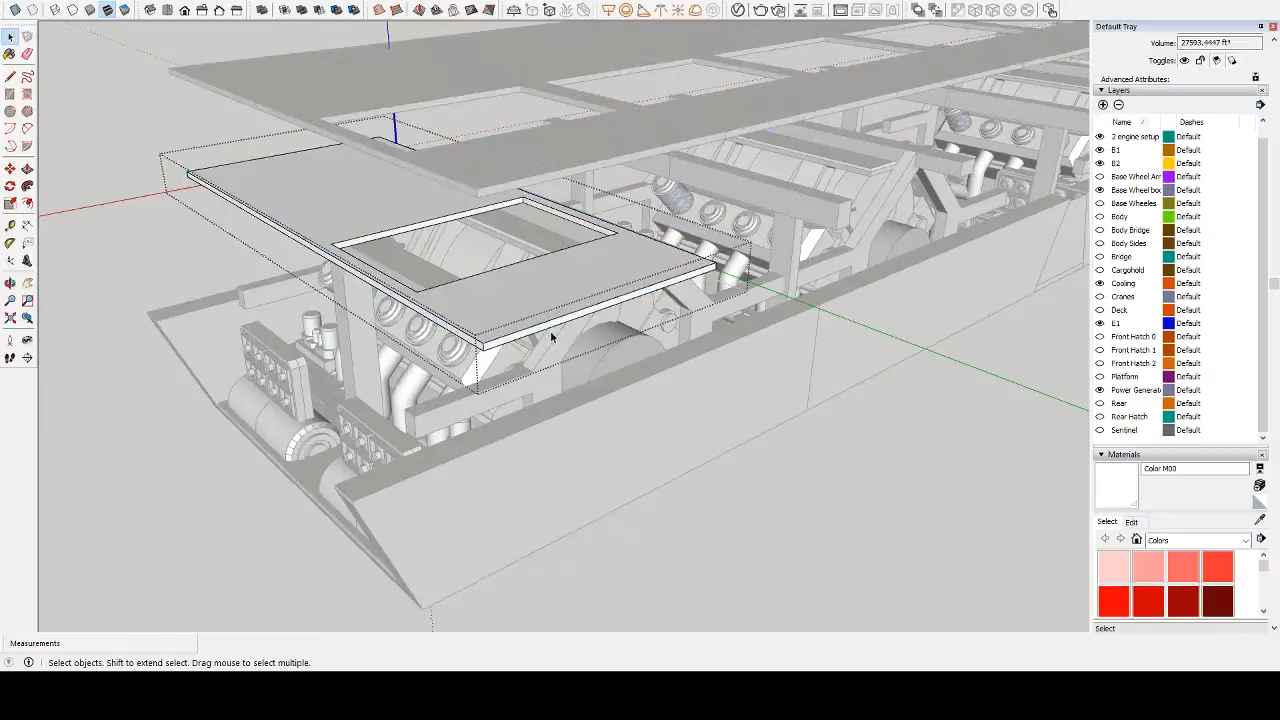 Default Tray
Volume: 27593.4447 ft³
Toggles:
Advanced Attributes:
Layers
Name Dashes
2 engine setup Default
B1 Default
B2 Default
Base Wheel Arr Default
Base Wheel boc Default
Base Wheels Default
Body Default
Body Bridge Default
Body Sides Default
Bridge Default
Cargohold Default
Cooling Default
Cranes Default
Deck Default
E1 Default
Front Hatch 0 Default
Front Hatch 1 Default
Front Hatch 2 Default
Platform Default
Power Generato Default
Rear Default
Rear Hatch Default
Sentinel Default
Materials
Color M00
Select Edit
Colors
Select
Measurements
Select objects. Shift to extend select. Drag mouse to select multiple.